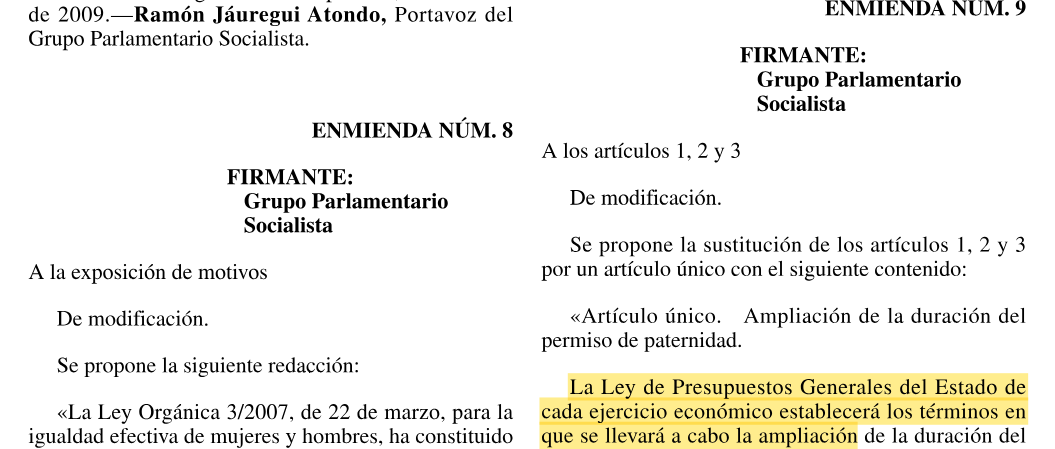 de 2009.—Ramón Jáuregui Atondo, Portavoz del
Grupo Parlamentario Socialista.
ENMIENDA NÚM. 8
FIRMANTE:
Grupo Parlamentario
Socialista
A la exposición de motivos
De modificación.
Se propone la siguiente redacción:
«La Ley Orgánica 3/2007, de 22 de marzo, para la
igualdad efectiva de mujeres y hombres, ha constituido
ENMIENDA NÚM. 9
FIRMANTE:
Grupo Parlamentario
Socialista
A los artículos 1, 2 y 3
De modificación.
Se propone la sustitución de los artículos 1, 2 y 3
por un artículo único con el siguiente contenido:
«Artículo único. Ampliación de la duración del
permiso de paternidad.
La Ley de Presupuestos Generales del Estado de
cada ejercicio económico establecerá los términos en
que se llevará a cabo la ampliación de la duración del